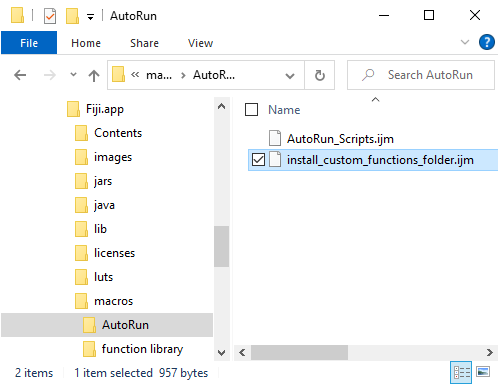 AutoRun
File Home Share View
ma... AutoR... Search AutoRun
Fiji.app
Contents
images
jars
java
lib
licenses
luts
macros
AutoRun
function library
Name
AutoRun_Scripts.ijm
install_custom_functions_folder.ijm
2 items 1 item selected 957 bytes